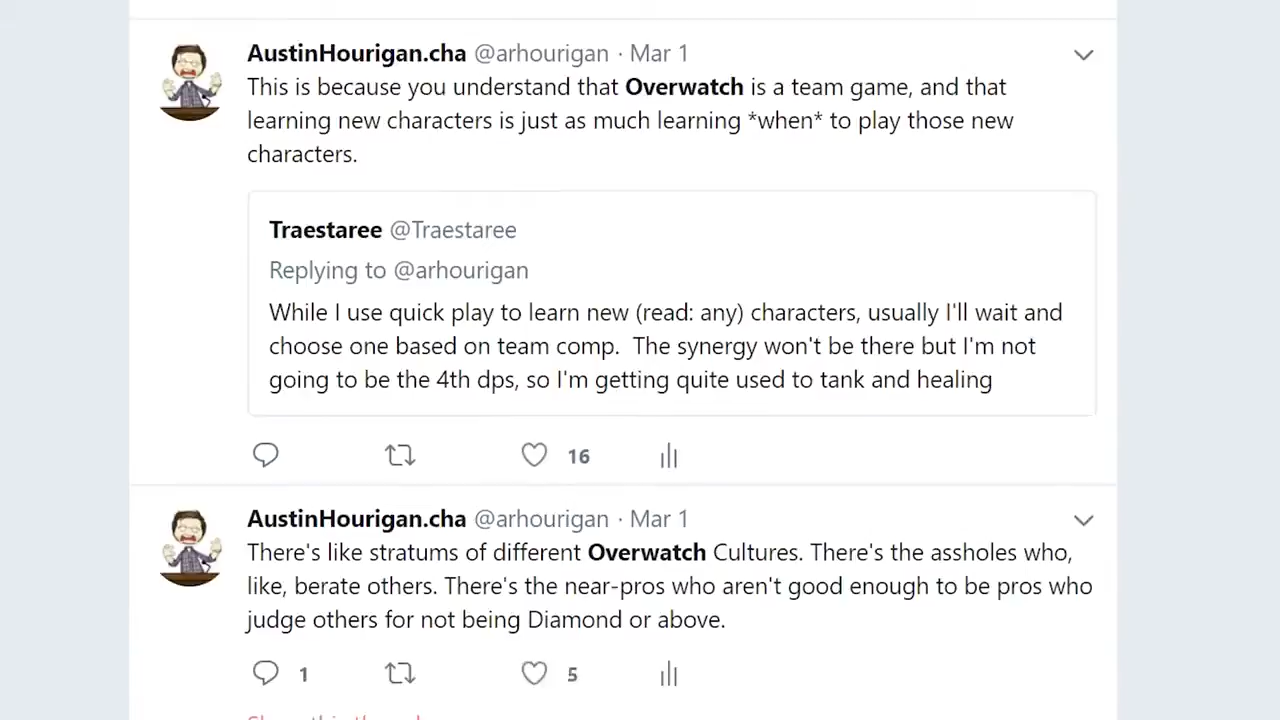 AustinHourigan.cha @arhourigan · Mar 1
This is because you understand that Overwatch is a team game, and that
learning new characters is just as much learning *when* to play those new
characters.
Traestaree @Traestaree
Replying to @arhourigan
While I use quick play to learn new (read: any) characters, usually I'll wait and
choose one based on team comp.  The synergy won't be there but I'm not
going to be the 4th dps, so I'm getting quite used to tank and healing
16
AustinHourigan.cha @arhourigan · Mar 1
There's like stratums of different Overwatch Cultures. There's the assholes who,
like, berate others. There's the near-pros who aren't good enough to be pros who
judge others for not being Diamond or above.
1 5